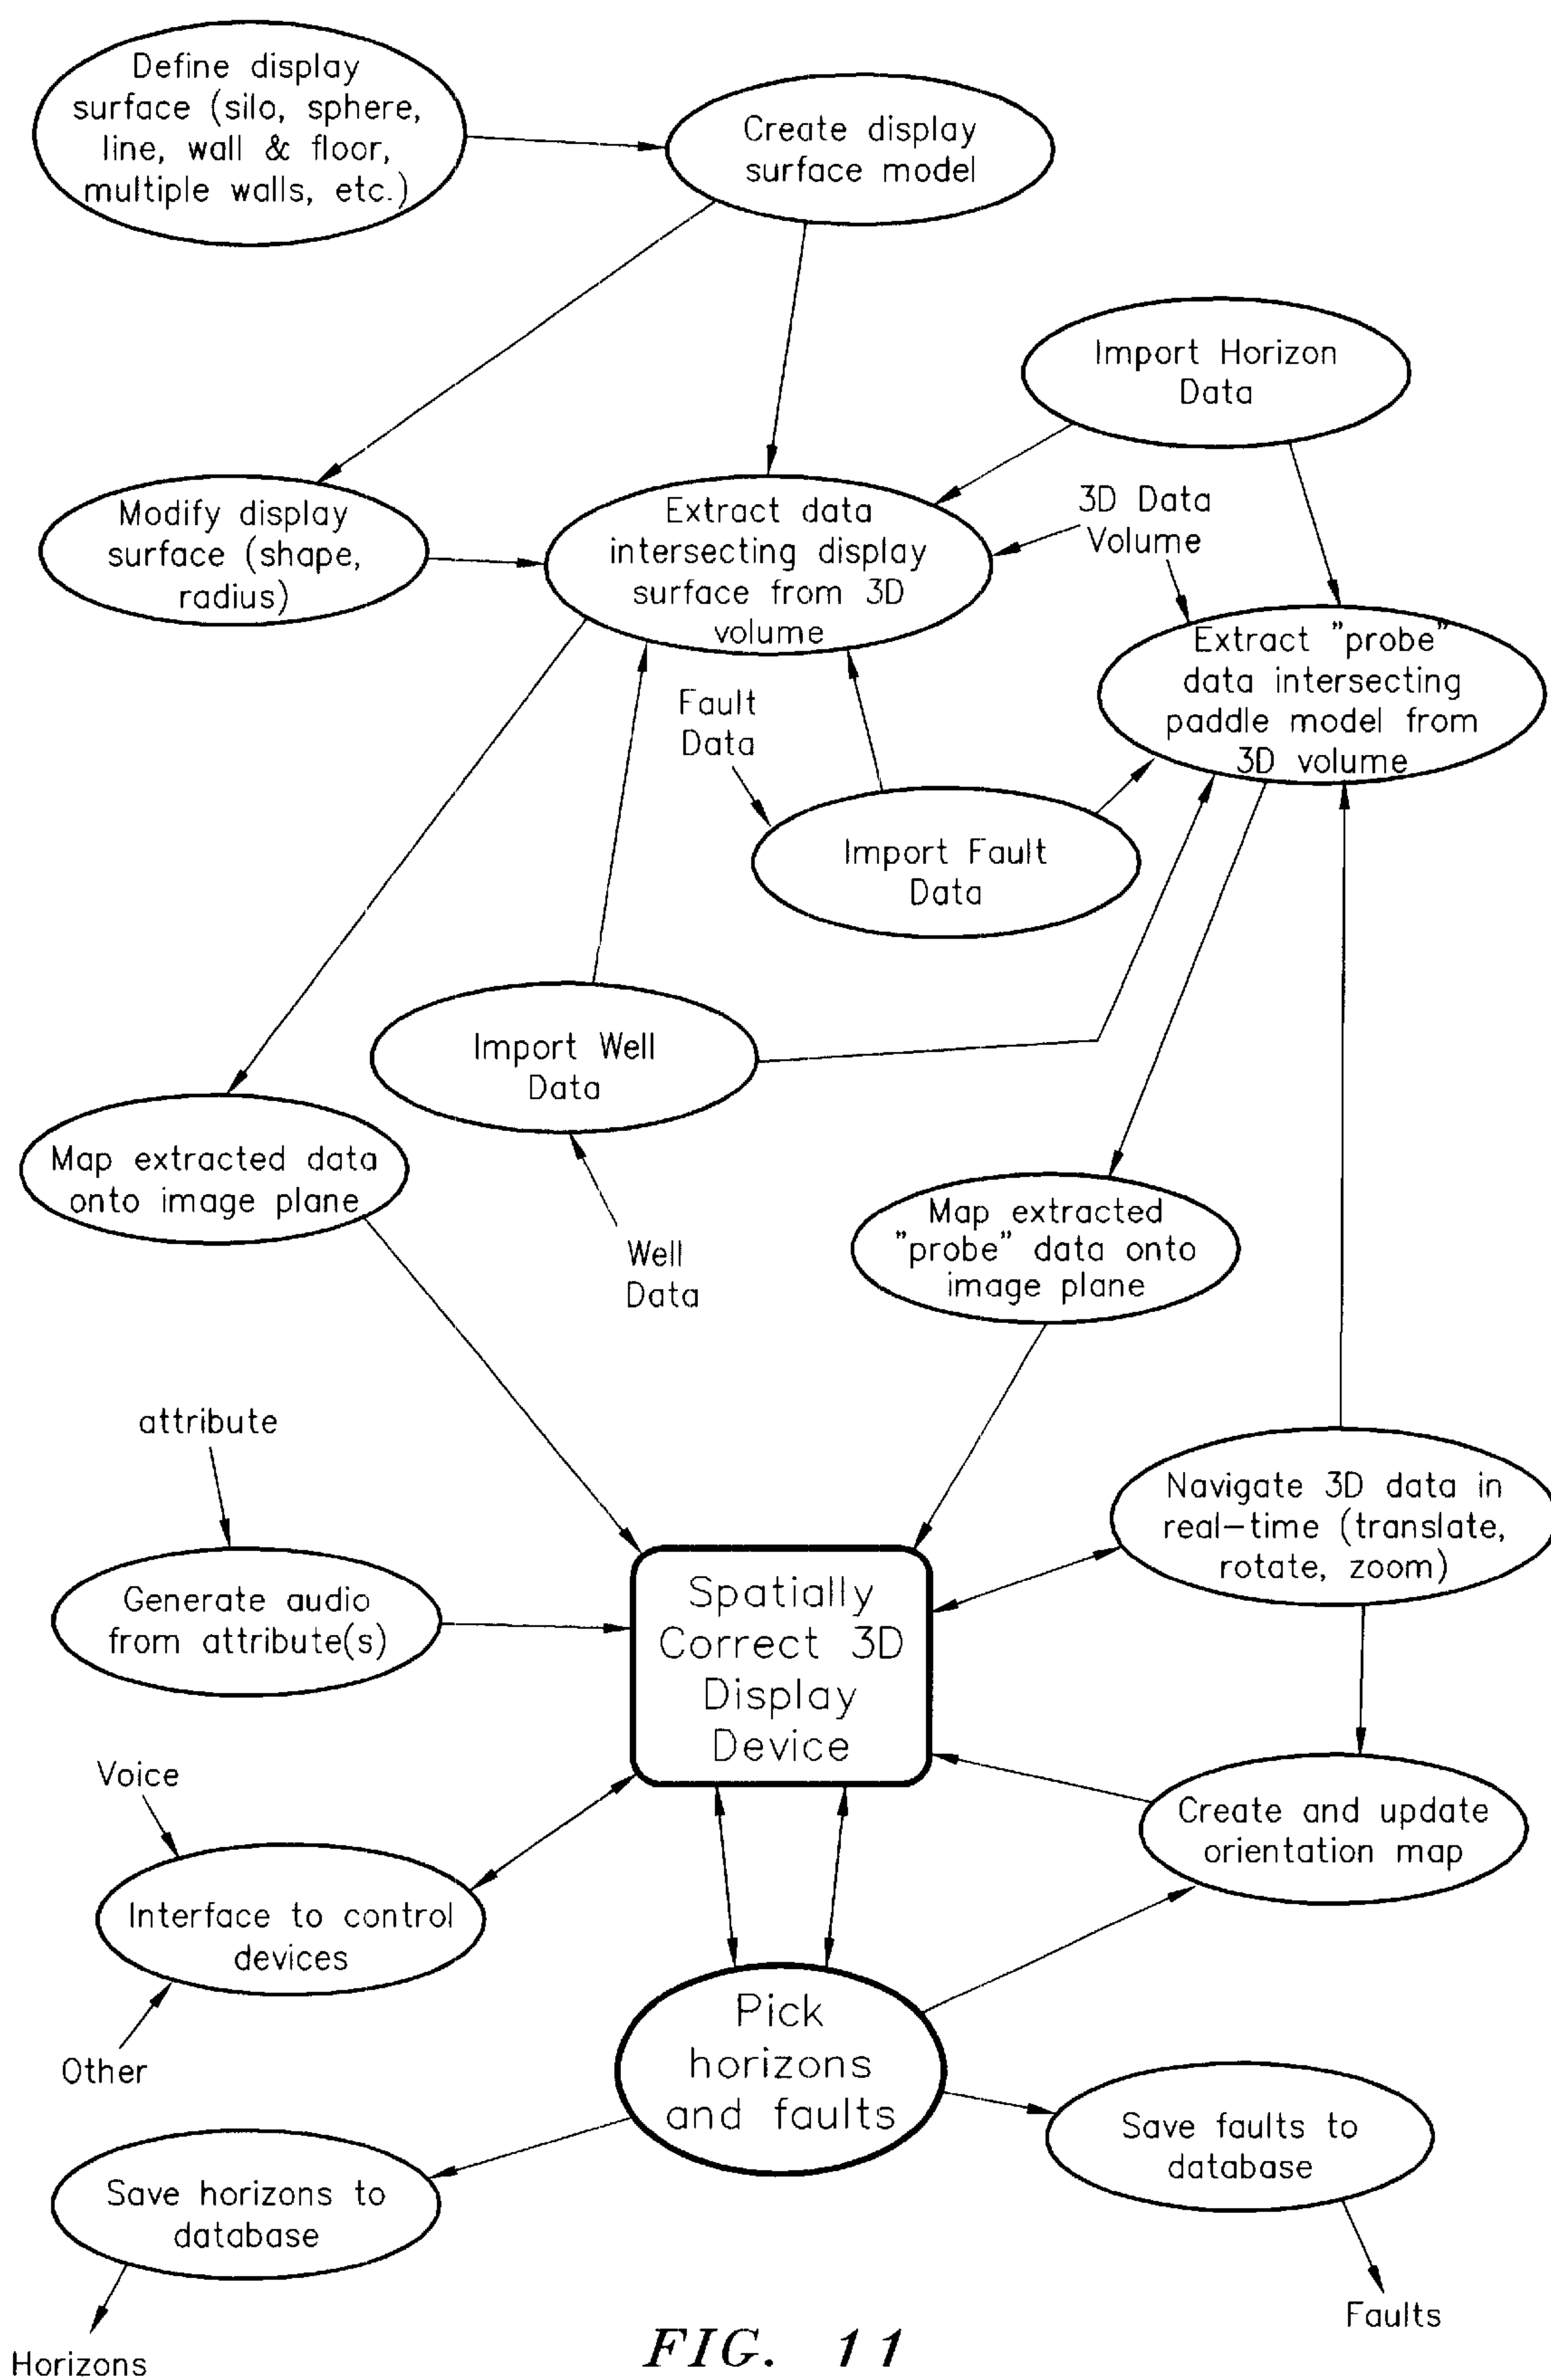 Define display
surface (silo, sphere,
line, wall & floor,
multiple walls, etc.)
Create display
surface model
Import Horizon
Data
Modify display
surface (shape,
radius)
Extract data
intersecting display
surface from 3D
volume
3D Data
Volume
Extract "probe"
data intersecting
paddle model from
3D volume
Fault
Data
Import Fault
Data
Import Well
Data
Map extracted data
onto image plane
Well
Data
Map extracted
"probe" data onto
image plane
attribute
Navigate 3D data in
real-time (translate,
rotate, zoom)
Generate audio
from attribute(s)
Spatially
Correct 3D
Display
Device
Voice
Create and update
orientation map
Interface to control
devices
Other
Pick
horizons
and faults
Save faults to
database
Save horizons to
database
Faults
Horizons
FIG. 11